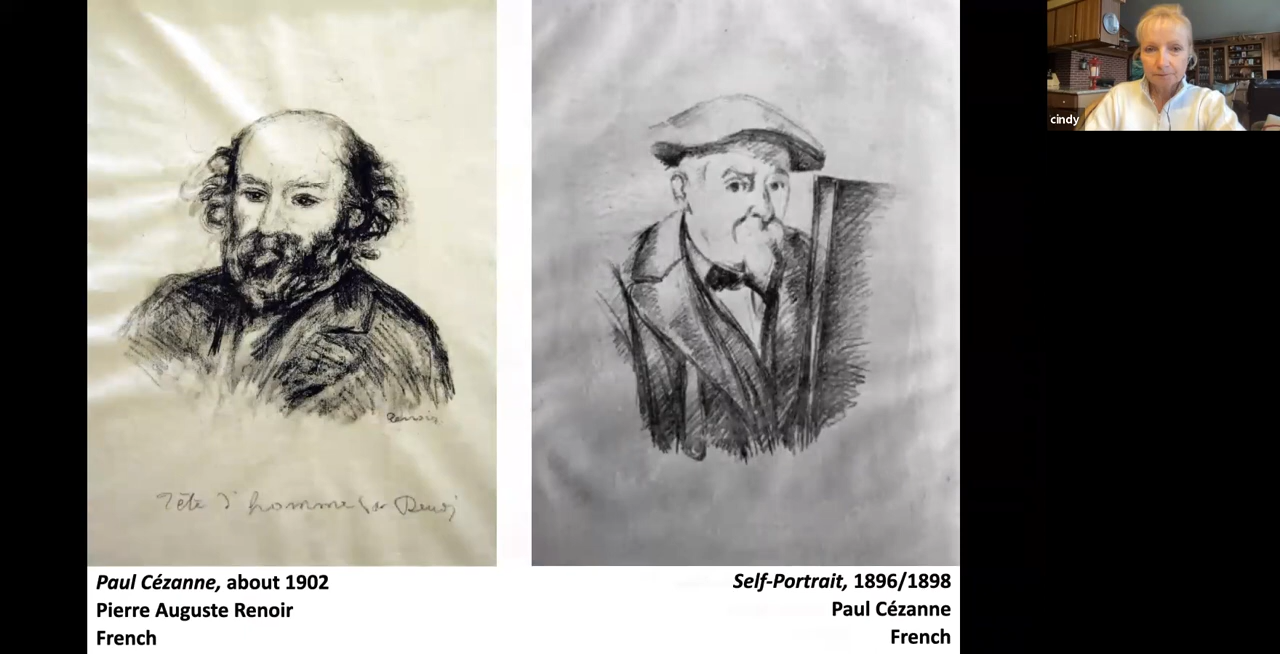 Renoir
Tête d'homme
Paul Cézanne, about 1902
Pierre Auguste Renoir
French
Self-Portrait, 1896/1898
Paul Cézanne
French
cindy